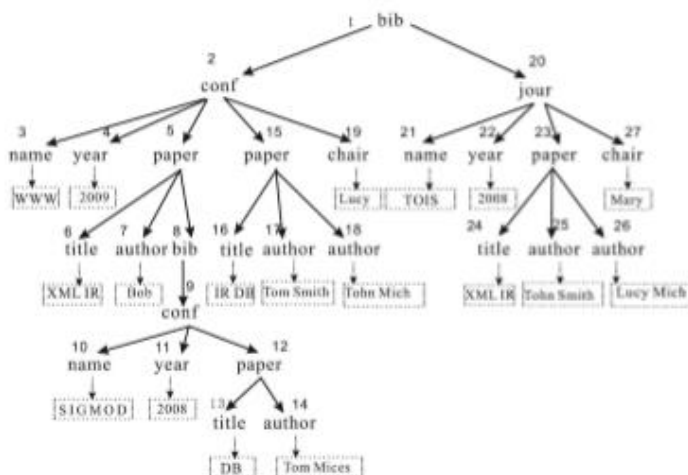 1 bib
2 20
conf jour
3 4 5 15 19 21 22 23 27
name year paper paper chair name year paper chair
WWW 2009 Lucy TOIS 2008 Mary
6 7 8 16 17 18 24 25 26
title author bib title author author title author author
XML IR Bob IR DB Tom Smith Tohn Mich XML IR Tohn Smith Lucy Mich
9
conf
10 11 12
name year paper
SIGMOD 2008 13 14
title author
DB Tom Mices